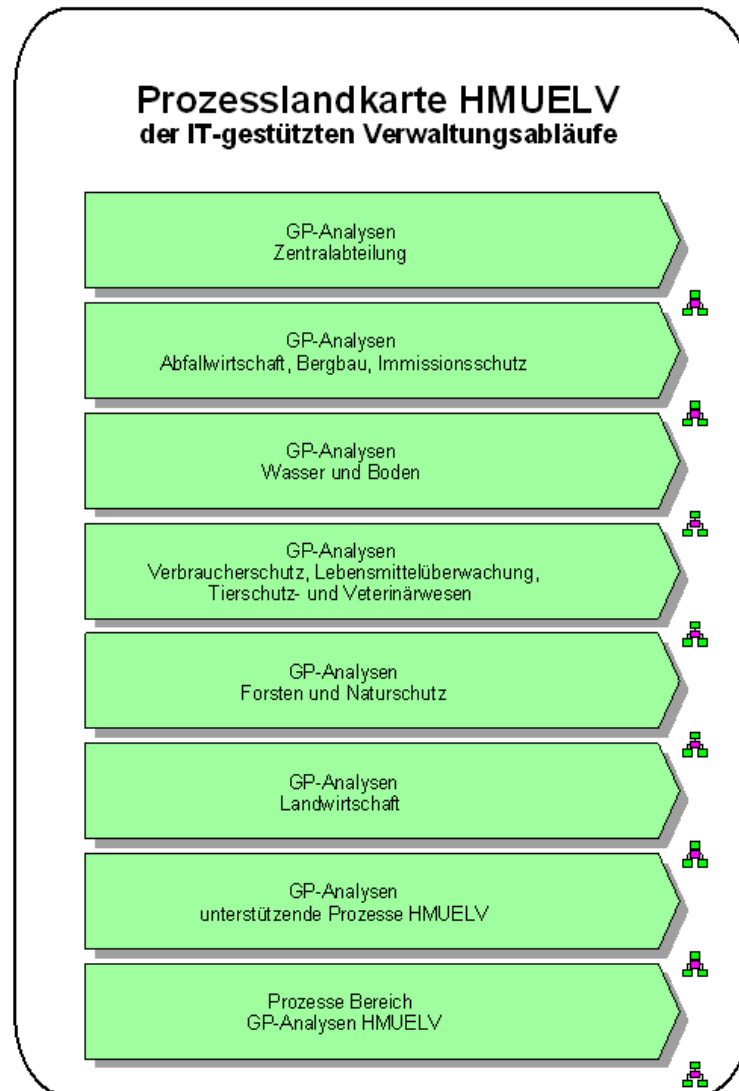 Prozesslandkarte HMUELV
der IT-gestützten Verwaltungsabläufe
GP-Analysen
Zentralabteilung
GP-Analysen
Abfallwirtschaft, Bergbau, Immissionsschutz
GP-Analysen
Wasser und Boden
GP-Analysen
Verbraucherschutz, Lebensmittelüberwachung,
Tierschutz- und Veterinärwesen
GP-Analysen
Forsten und Naturschutz
GP-Analysen
Landwirtschaft
GP-Analysen
unterstützende Prozesse HMUELV
Prozesse Bereich
GP-Analysen HMUELV